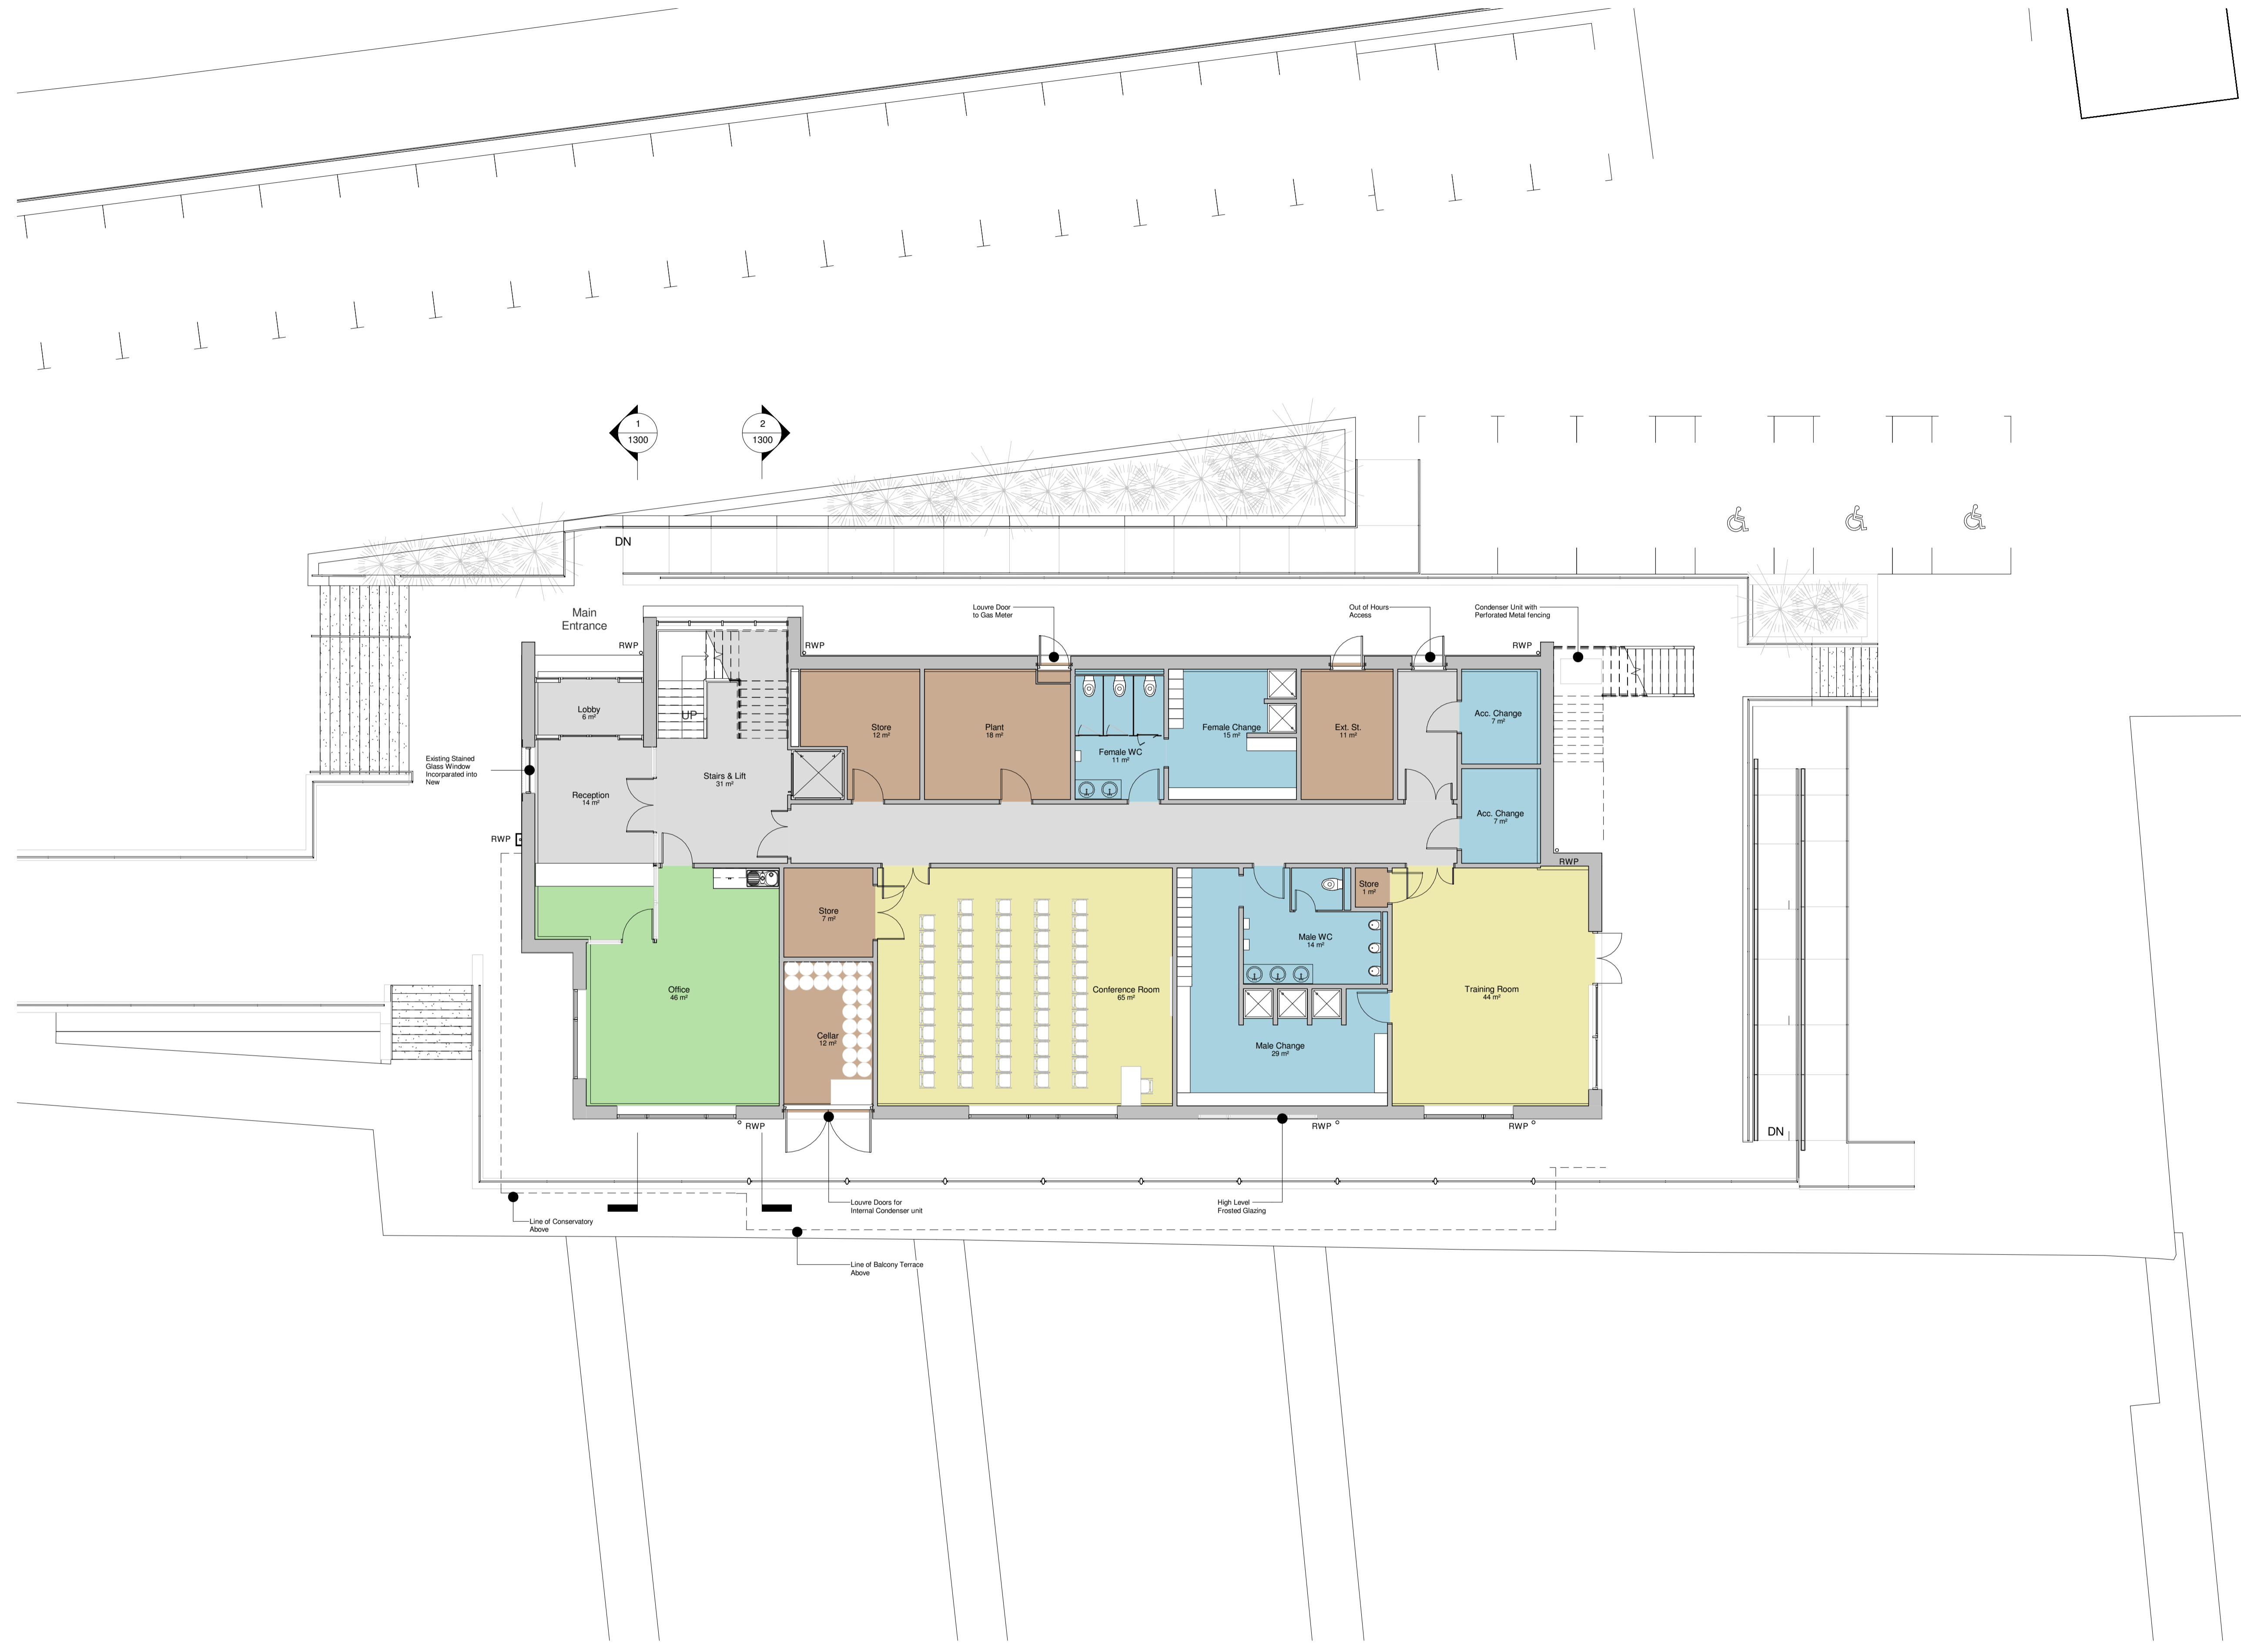 1
1300
2
1300
DN
Main
Entrance
Louvre Door
to Gas Meter
Out of Hours
Access
Condenser Unit with
Perforated Metal fencing
RWP
RWP
RWP
Lobby
6 m²
UP
Store
12 m²
Plant
18 m²
Female WC
11 m²
Female Change
15 m²
Ext. St.
11 m²
Acc. Change
7 m²
Existing Stained
Glass Window
Incorparated into
New
Reception
14 m²
Stairs & Lift
31 m²
Acc. Change
7 m²
RWP
RWP
Store
7 m²
Store
1 m²
Male WC
14 m²
Office
46 m²
Conference Room
65 m²
Training Room
44 m²
Cellar
12 m²
Male Change
29 m²
RWP
RWP
RWP
DN
Louvre Doors for
Internal Condenser unit
High Level
Frosted Glazing
Line of Conservatory
Above
Line of Balcony Terrace
Above